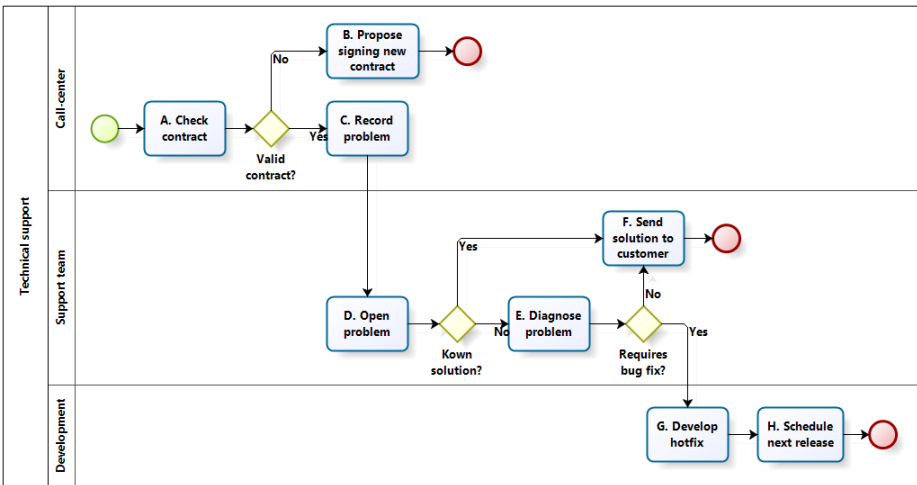 Technical support
Call-center
B. Propose
signing new
contract
No
A. Check
contract
Valid
contract?
Yes
C. Record
problem
Support team
F. Send
solution to
customer
Yes
No
D. Open
problem
Kown
solution?
No
E. Diagnose
problem
Requires
bug fix?
Yes
Development
G. Develop
hotfix
H. Schedule
next release